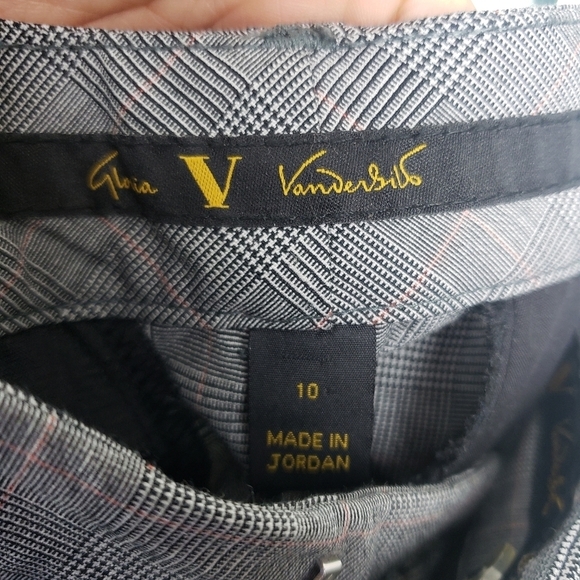 Gloria V Vanderbilt
10
MADE IN
JORDAN